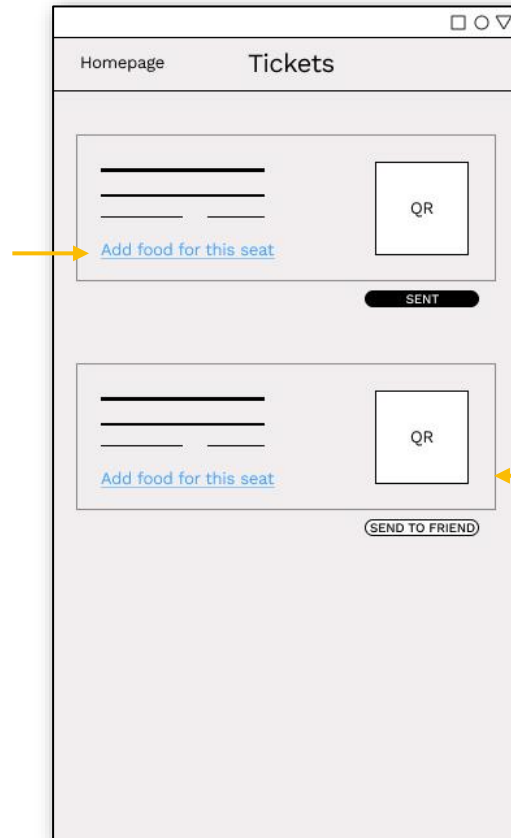 Homepage
Tickets
QR
Add food for this seat
SENT
QR
Add food for this seat
SEND TO FRIEND